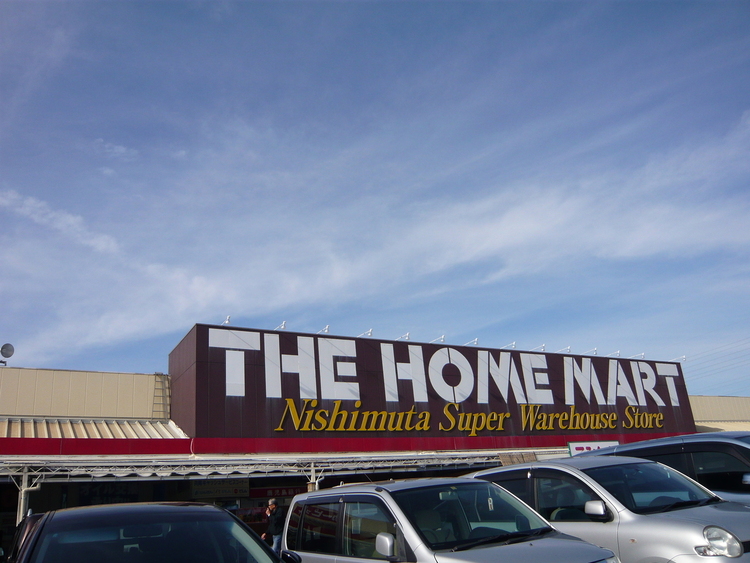 THE HOME MART
Nishimuta Super Warehouse Store